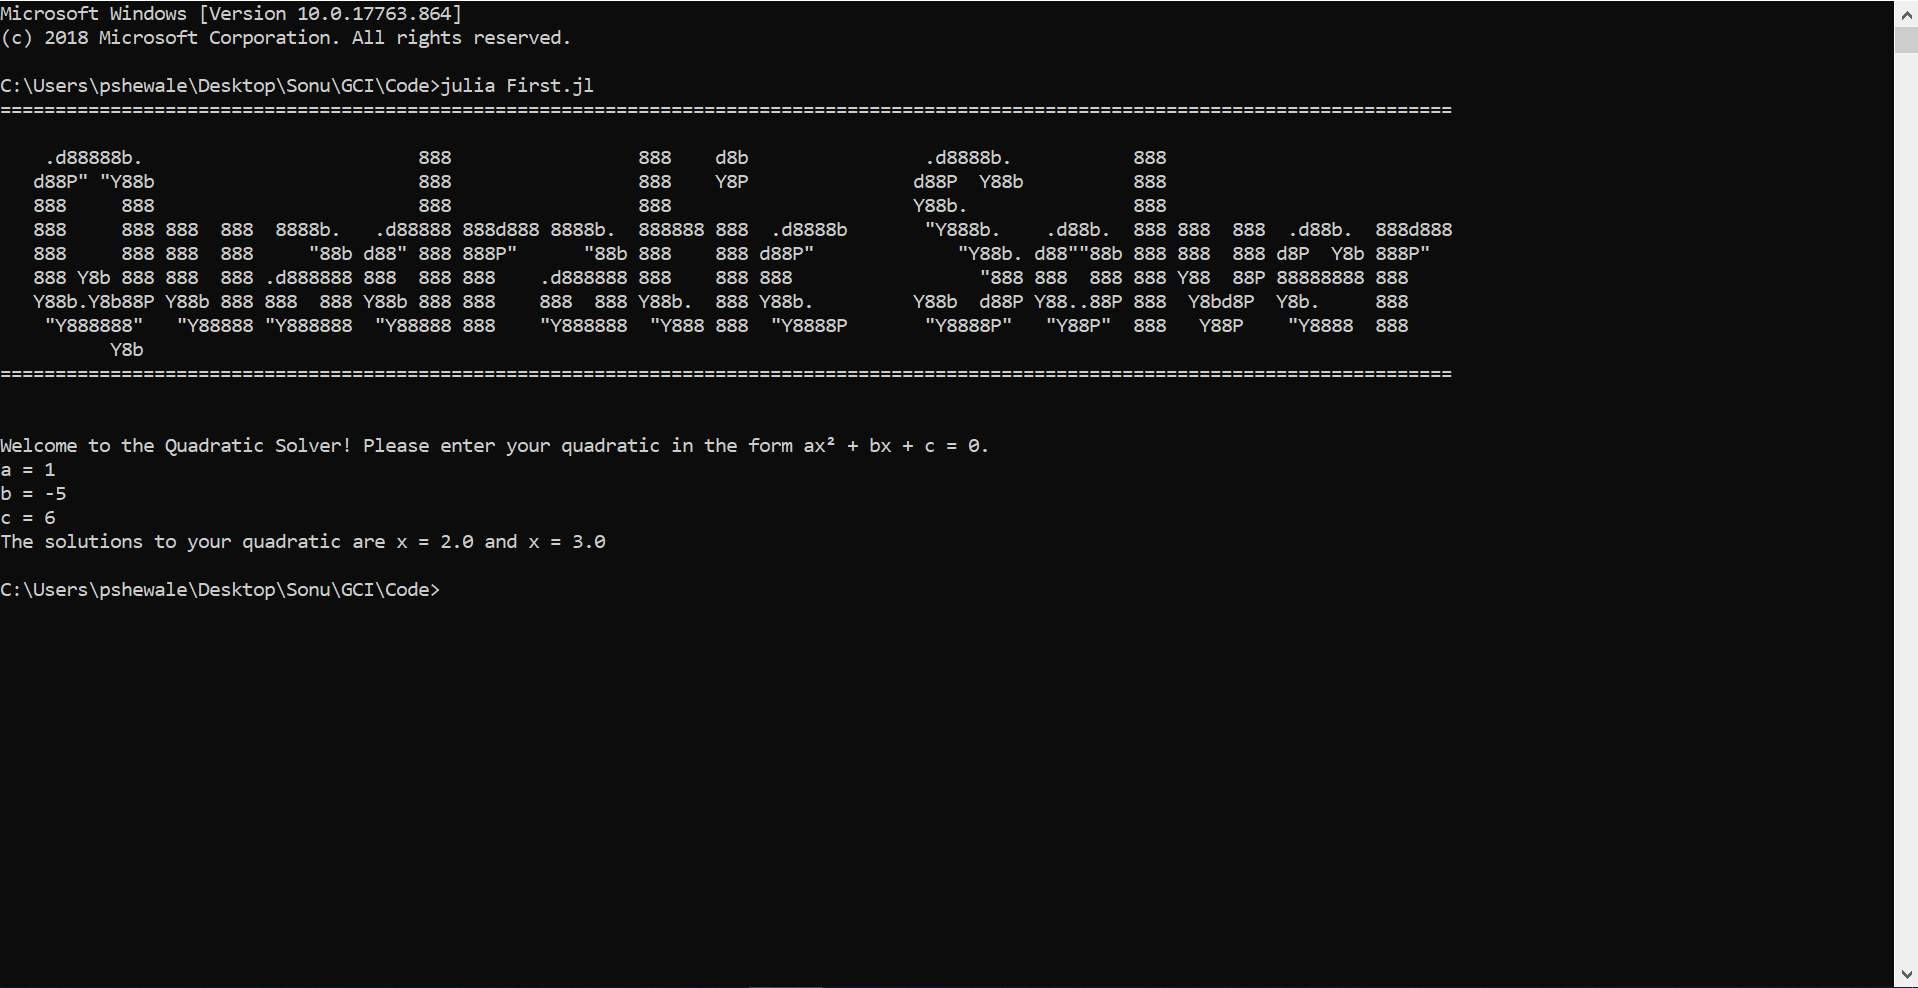 Microsoft Windows [Version 10.0.17763.864]
(c) 2018 Microsoft Corporation. All rights reserved.
C:\Users\pshewale\Desktop\Sonu\GCI\Code>julia First.jl
====================================================================================================================================
    .d88888b.                         888                 888    d8b                .d8888b.           888
   d88P" "Y88b                        888                 888    Y8P               d88P  Y88b          888
   888     888                        888                 888                      Y88b.               888
   888     888 888  888  8888b.   .d88888 888d888 8888b.  888888 888  .d8888b       "Y888b.    .d88b.  888 888  888  .d88b.  888d888
   888     888 888  888     "88b d88" 888 888P"      "88b 888    888 d88P"             "Y88b. d88""88b 888 888  888 d8P  Y8b 888P"
   888 Y8b 888 888  888 .d888888 888  888 888    .d888888 888    888 888                 "888 888  888 888 Y88  88P 88888888 888
   Y88b.Y8b88P Y88b 888 888  888 Y88b 888 888    888  888 Y88b.  888 Y88b.         Y88b  d88P Y88..88P 888  Y8bd8P  Y8b.     888
    "Y888888"   "Y88888 "Y888888  "Y88888 888    "Y888888  "Y888 888  "Y8888P       "Y8888P"   "Y88P"  888   Y88P    "Y8888  888
          Y8b
====================================================================================================================================
Welcome to the Quadratic Solver! Please enter your quadratic in the form ax² + bx + c = 0.
a = 1
b = -5
c = 6
The solutions to your quadratic are x = 2.0 and x = 3.0
C:\Users\pshewale\Desktop\Sonu\GCI\Code>